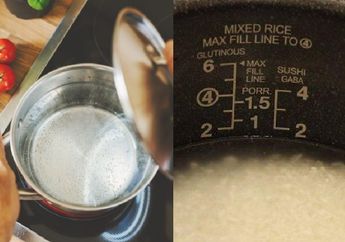 MIXED RICE
MAX FILL LINE TO ④
GLUTINOUS
6 ◄MAX FILL LINE SUSHI GABA
④ PORR. 4
1.5
2 1 2